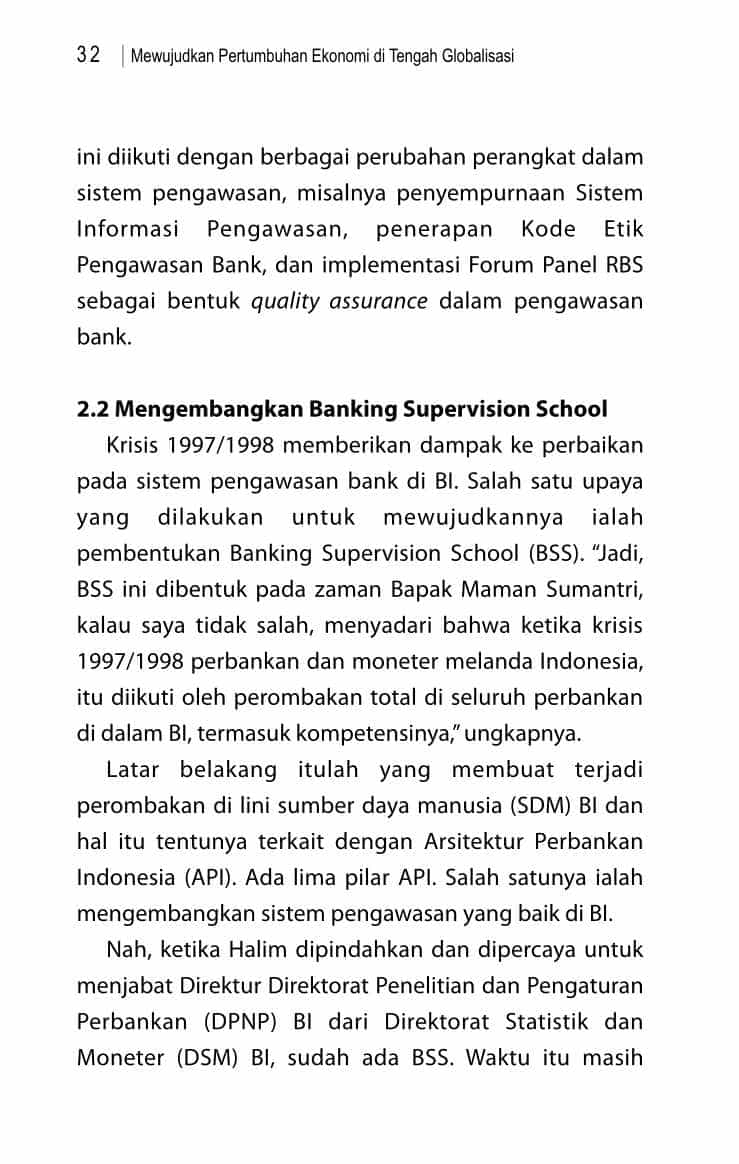 32 Mewujudkan Pertumbuhan Ekonomi di Tengah Globalisasi
ini diikuti dengan berbagai perubahan perangkat dalam
sistem pengawasan, misalnya penyempurnaan Sistem
Informasi Pengawasan, penerapan Kode Etik
Pengawasan Bank, dan implementasi Forum Panel RBS
sebagai bentuk quality assurance dalam pengawasan
bank.
2.2 Mengembangkan Banking Supervision School
Krisis 1997/1998 memberikan dampak ke perbaikan
pada sistem pengawasan bank di BI. Salah satu upaya
yang dilakukan untuk mewujudkannya ialah
pembentukan Banking Supervision School (BSS). “Jadi,
BSS ini dibentuk pada zaman Bapak Maman Sumantri,
kalau saya tidak salah, menyadari bahwa ketika krisis
1997/1998 perbankan dan moneter melanda Indonesia,
itu diikuti oleh perombakan total di seluruh perbankan
di dalam BI, termasuk kompetensinya,” ungkapnya.
Latar belakang itulah yang membuat terjadi
perombakan di lini sumber daya manusia (SDM) BI dan
hal itu tentunya terkait dengan Arsitektur Perbankan
Indonesia (API). Ada lima pilar API. Salah satunya ialah
mengembangkan sistem pengawasan yang baik di BI.
Nah, ketika Halim dipindahkan dan dipercaya untuk
menjabat Direktur Direktorat Penelitian dan Pengaturan
Perbankan (DPNP) BI dari Direktorat Statistik dan
Moneter (DSM) BI, sudah ada BSS. Waktu itu masih